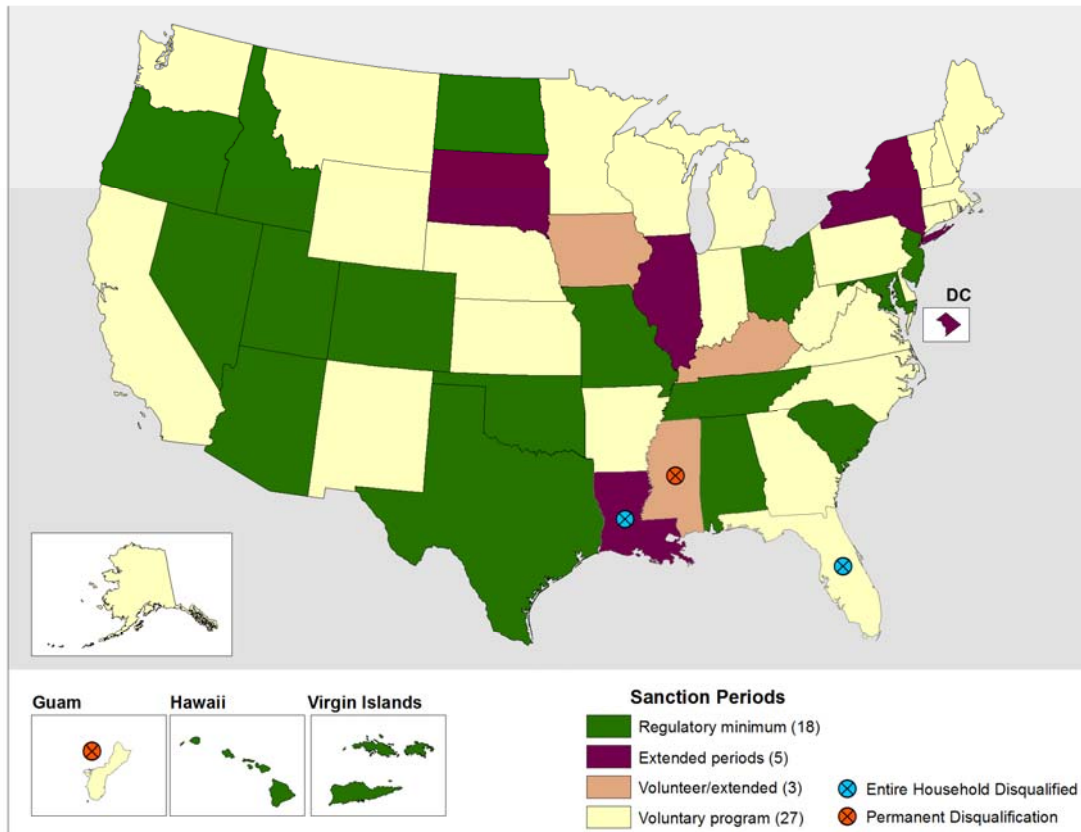 DC
Guam
Hawaii
Virgin Islands
Sanction Periods
Regulatory minimum (18)
Extended periods (5)
Volunteer/extended (3)
Voluntary program (27)
Entire Household Disqualified
Permanent Disqualification